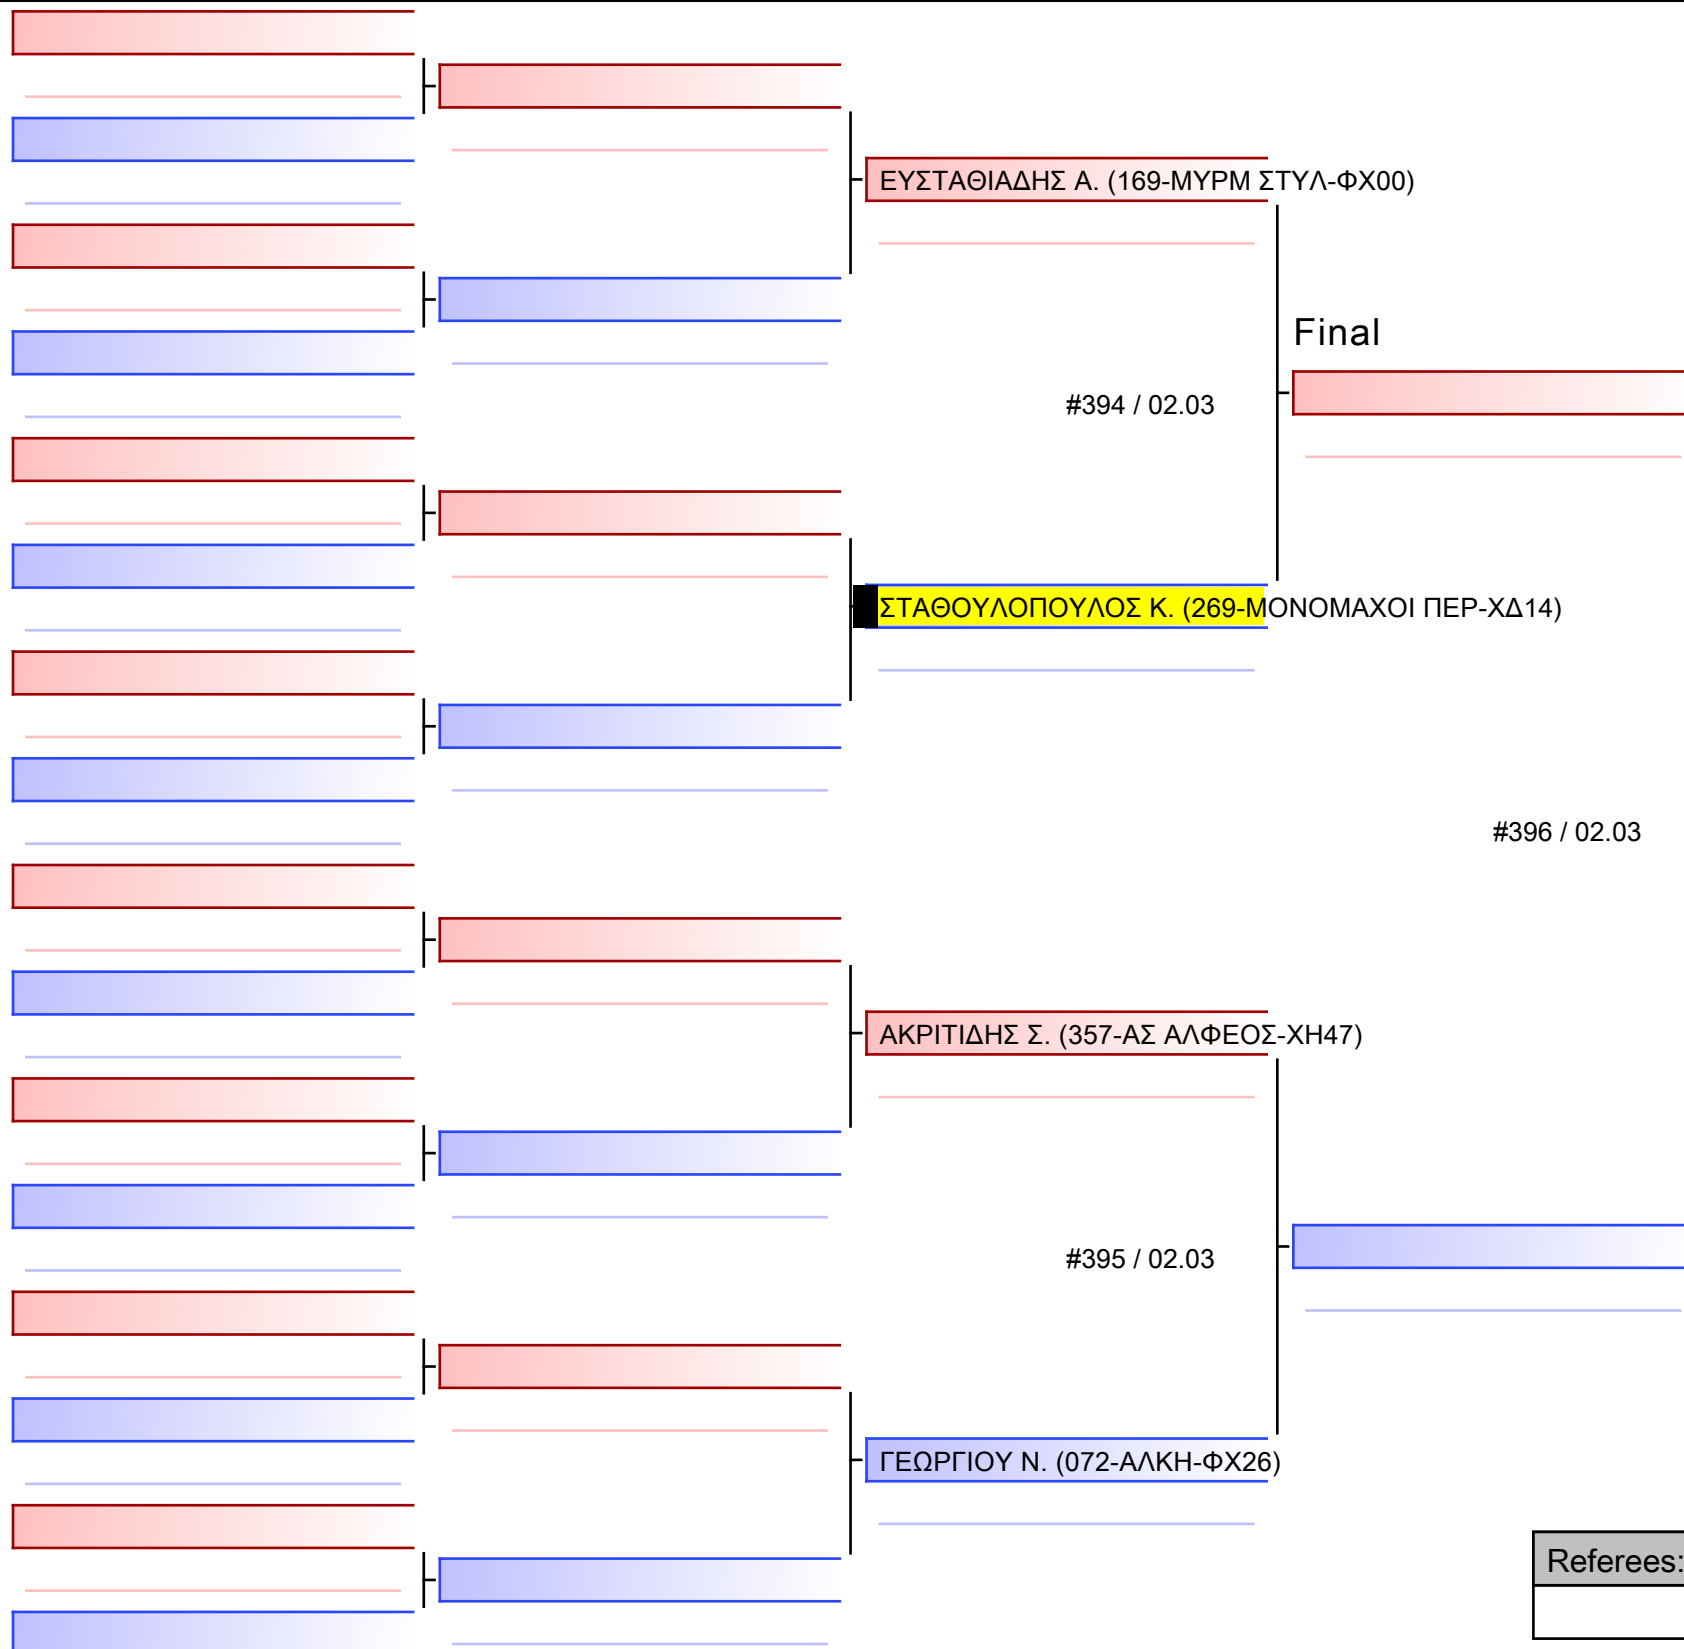 ΕΥΣΤΑΘΙΑΔΗΣ Α. (169-ΜΥΡΜ ΣΤΥΛ-ΦΧ00)
Final
#394 / 02.03
ΣΤΑΘΟΥΛΟΠΟΥΛΟΣ Κ. (269-ΜΟΝΟΜΑΧΟΙ ΠΕΡ-ΧΔ14)
#396 / 02.03
ΑΚΡΙΤΙΔΗΣ Σ. (357-ΑΣ ΑΛΦΕΟΣ-ΧΗ47)
#395 / 02.03
ΓΕΩΡΓΙΟΥ Ν. (072-ΑΛΚΗ-ΦΧ26)
Referees: